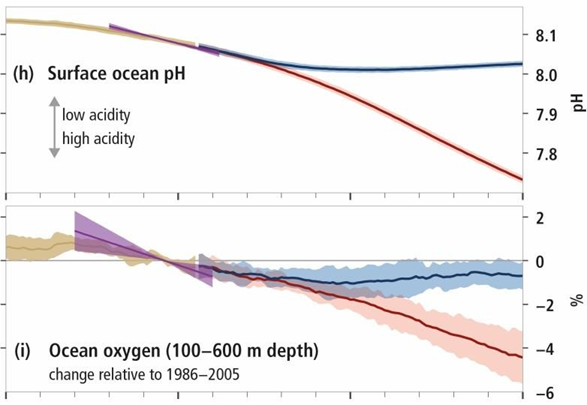 8.1
(h) Surface ocean pH
8.0
pH
low acidity
high acidity
7.9
7.8
2
0
%
−2
(i) Ocean oxygen (100–600 m depth)
−4
change relative to 1986–2005
−6